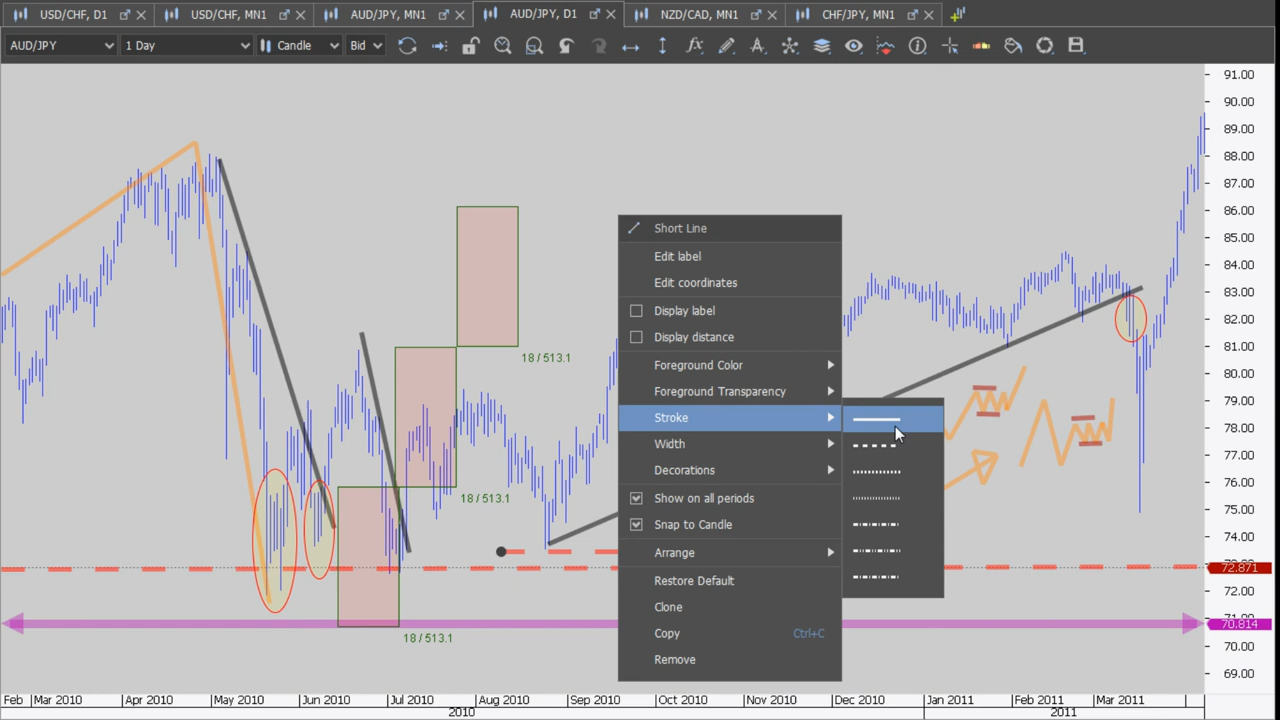 USD/CHF, D1 USD/CHF, MN1 AUD/JPY, MN1 AUD/JPY, D1 NZD/CAD, MN1 CHF/JPY, MN1
AUD/JPY 1 Day Candle Bid
91.00
90.00
89.00
88.00
87.00
86.00
85.00
84.00
83.00
82.00
81.00
80.00
79.00
78.00
77.00
76.00
75.00
74.00
72.871
72.00
70.814
70.00
69.00
18 / 513.1
18 / 513.1
18 / 513.1
Short Line
Edit label
Edit coordinates
Display label
Display distance
Foreground Color
Foreground Transparency
Stroke
Width
Decorations
Show on all periods
Snap to Candle
Arrange
Restore Default
Clone
Copy Ctrl+C
Remove
Feb Mar 2010 Apr 2010 May 2010 Jun 2010 Jul 2010 Aug 2010 Sep 2010 Oct 2010 Nov 2010 Dec 2010 Jan 2011 Feb 2011 Mar 2011
2010 2011